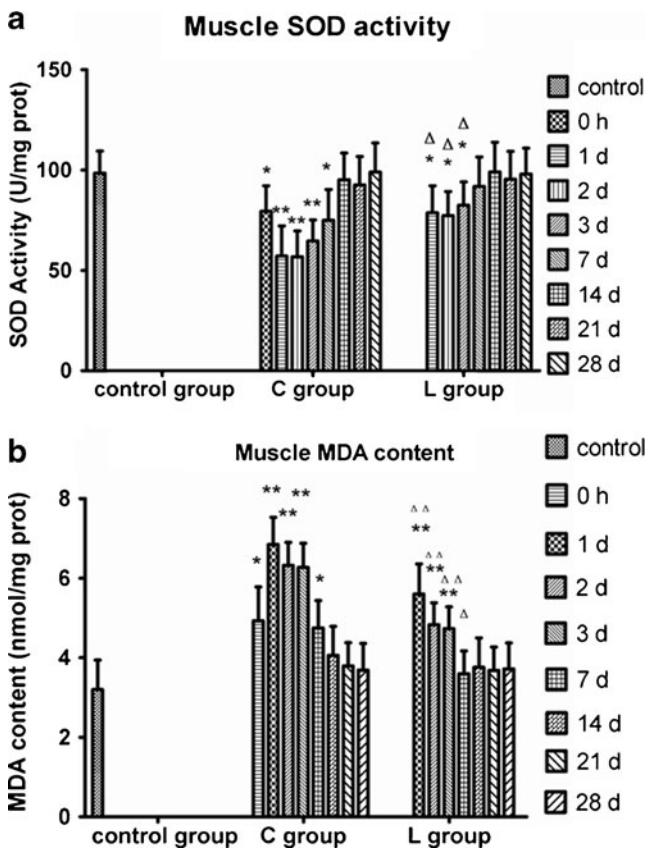 a
Muscle SOD activity
SOD Activity (U/mg prot)
150
100
50
0
*
**
**
**
*
Δ Δ Δ
* * *
control group
C group
L group
control
0 h
1 d
2 d
3 d
7 d
14 d
21 d
28 d
b
Muscle MDA content
MDA content (nmol/mg prot)
8
6
4
2
0
*
**
**
**
*
Δ Δ
**
Δ Δ
**
Δ Δ
**
Δ
control group
C group
L group
control
0 h
1 d
2 d
3 d
7 d
14 d
21 d
28 d